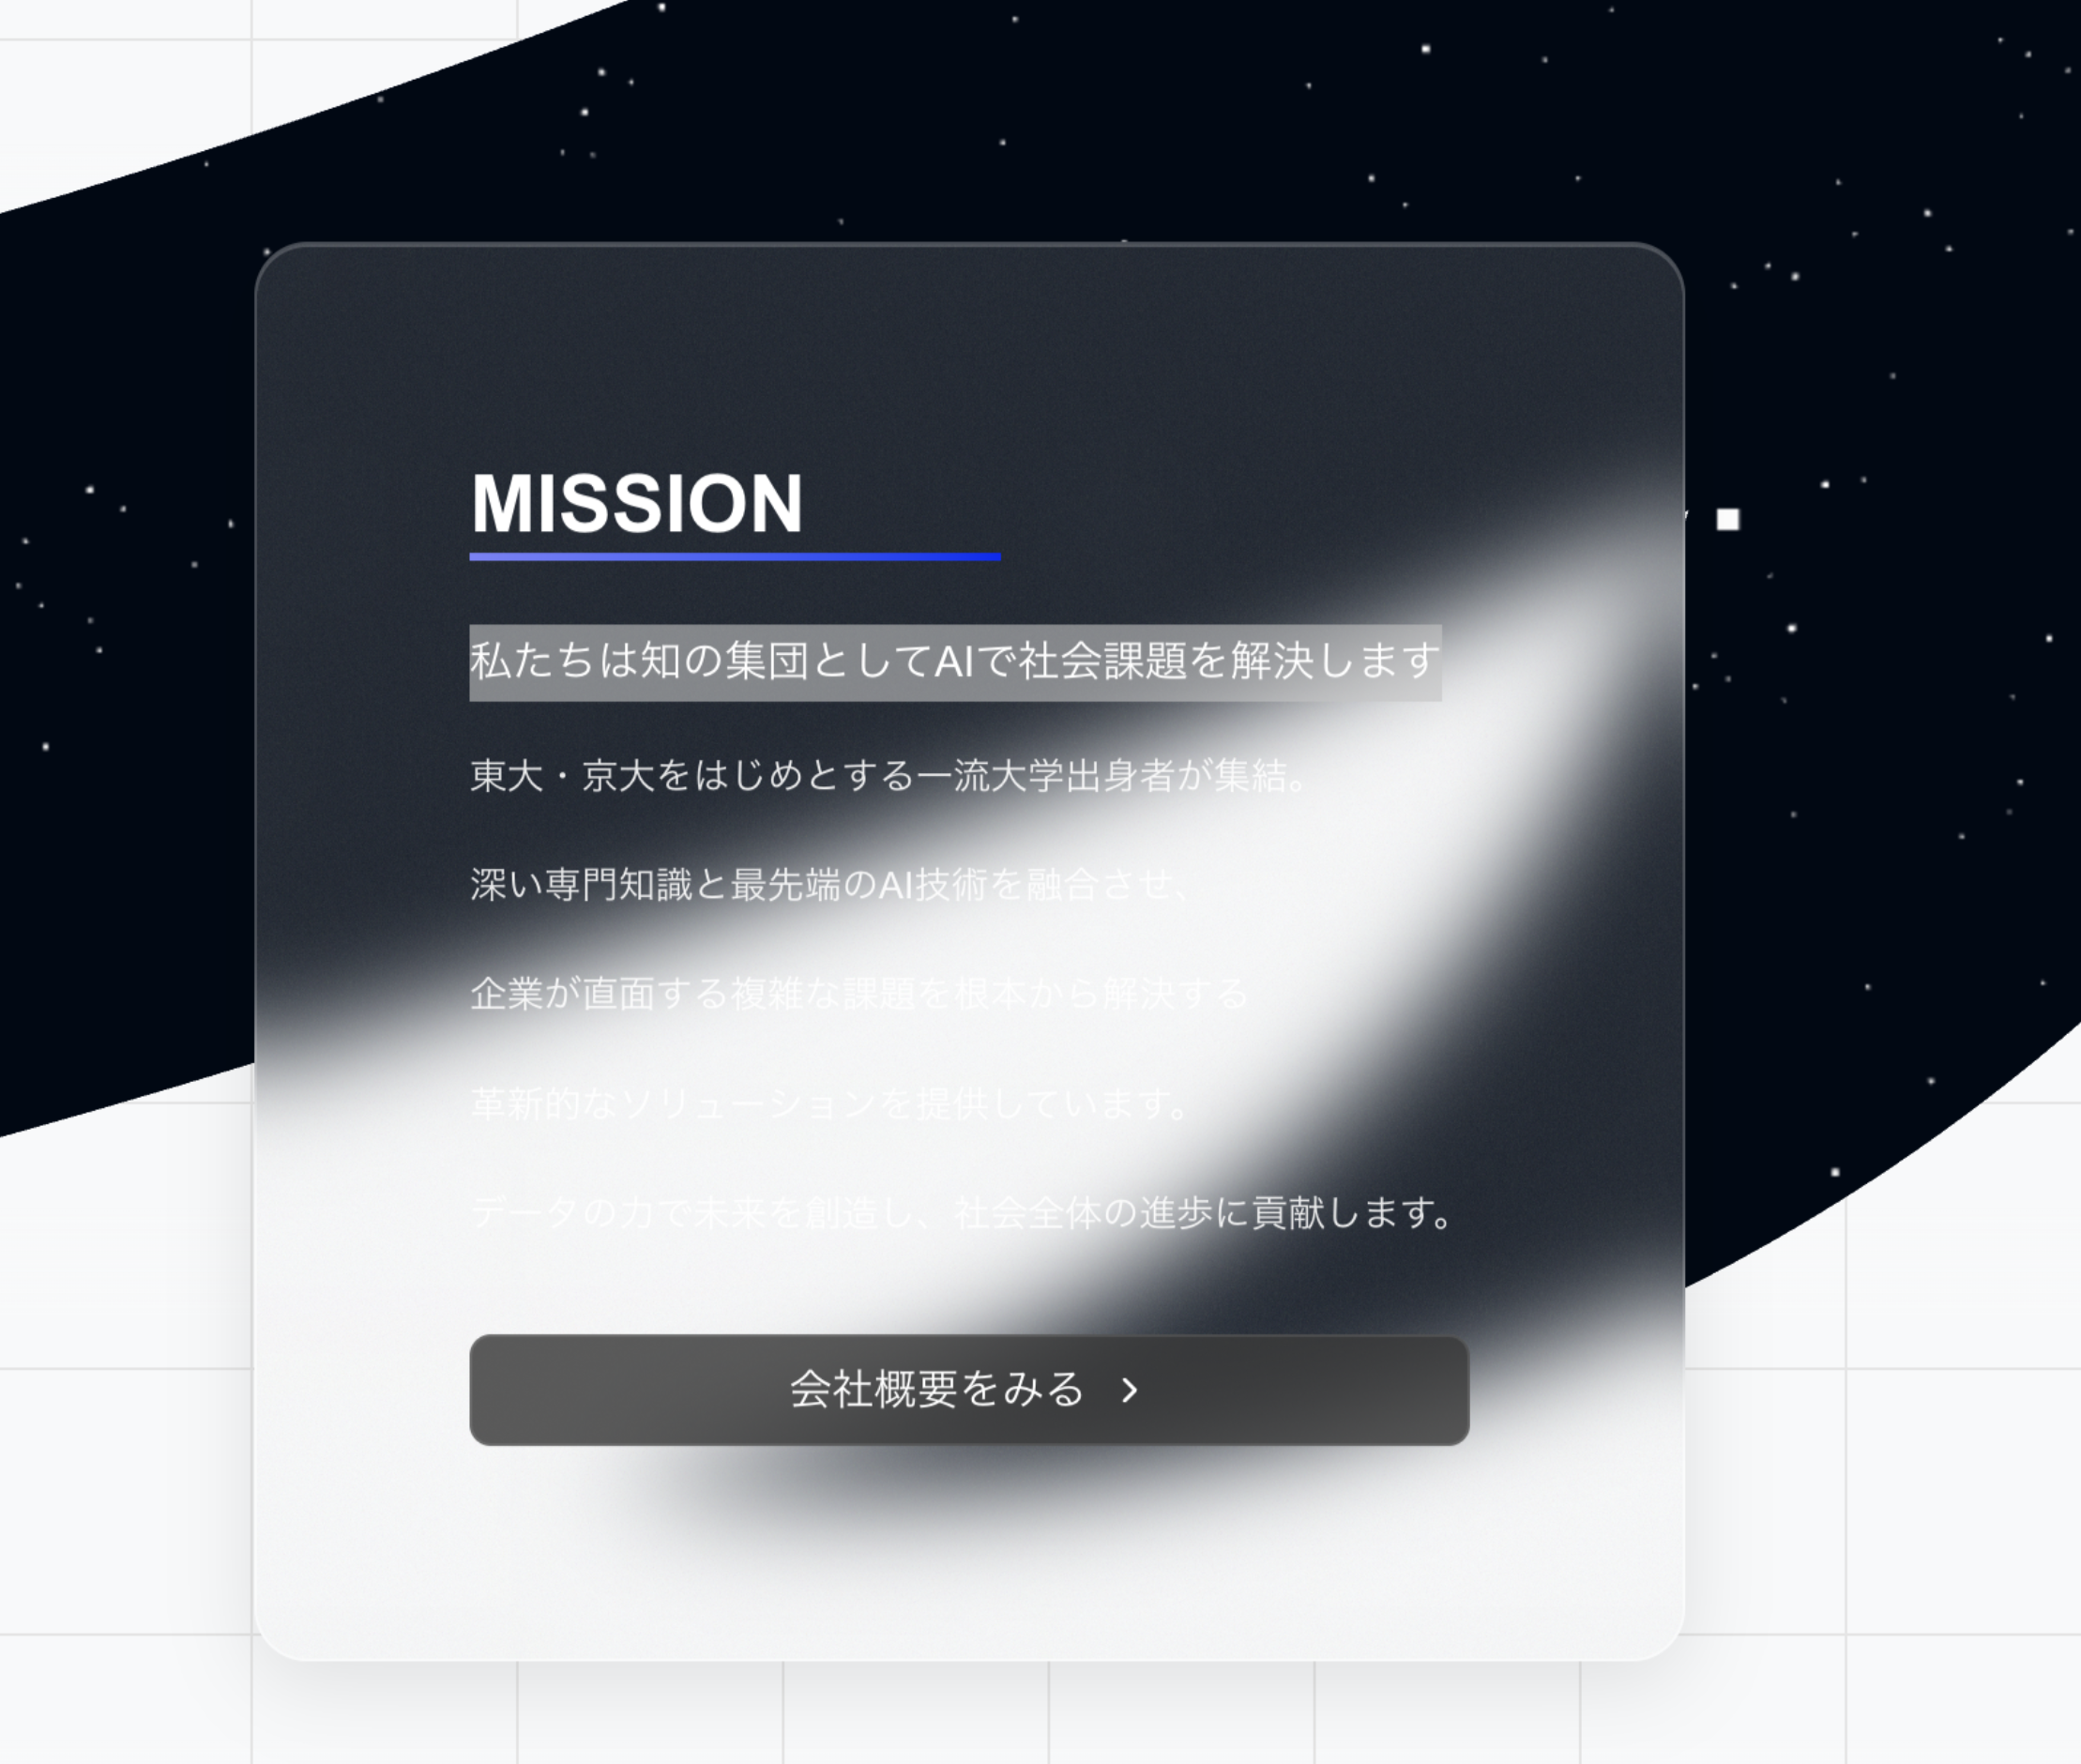 MISSION
私たちは知の集団としてAIで社会課題を解決します
東大・京大をはじめとする一流大学出身者が集結。
深い専門知識と最先端のAI技術を融合させ、
企業が直面する複雑な課題を根本から解決する
革新的なソリューションを提供しています。
データの力で未来を創造し、社会全体の進歩に貢献します。
会社概要をみる